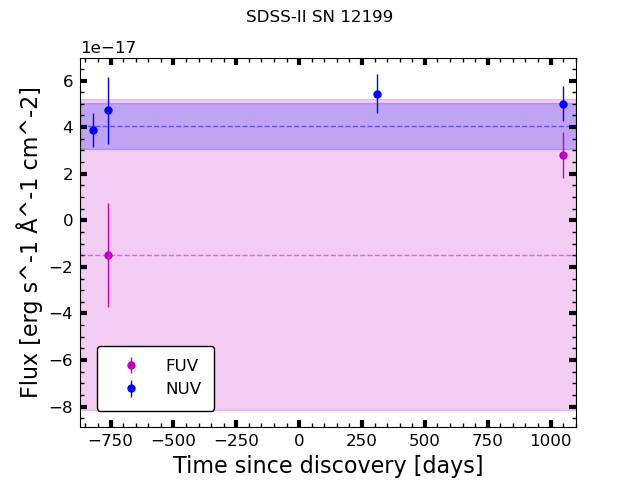 SDSS-II SN 12199
1e−17
6
4
2
0
−2
−4
−6
−8
Flux [erg s^-1 Å^-1 cm^-2]
FUV
NUV
−750 −500 −250 0 250 500 750 1000
Time since discovery [days]